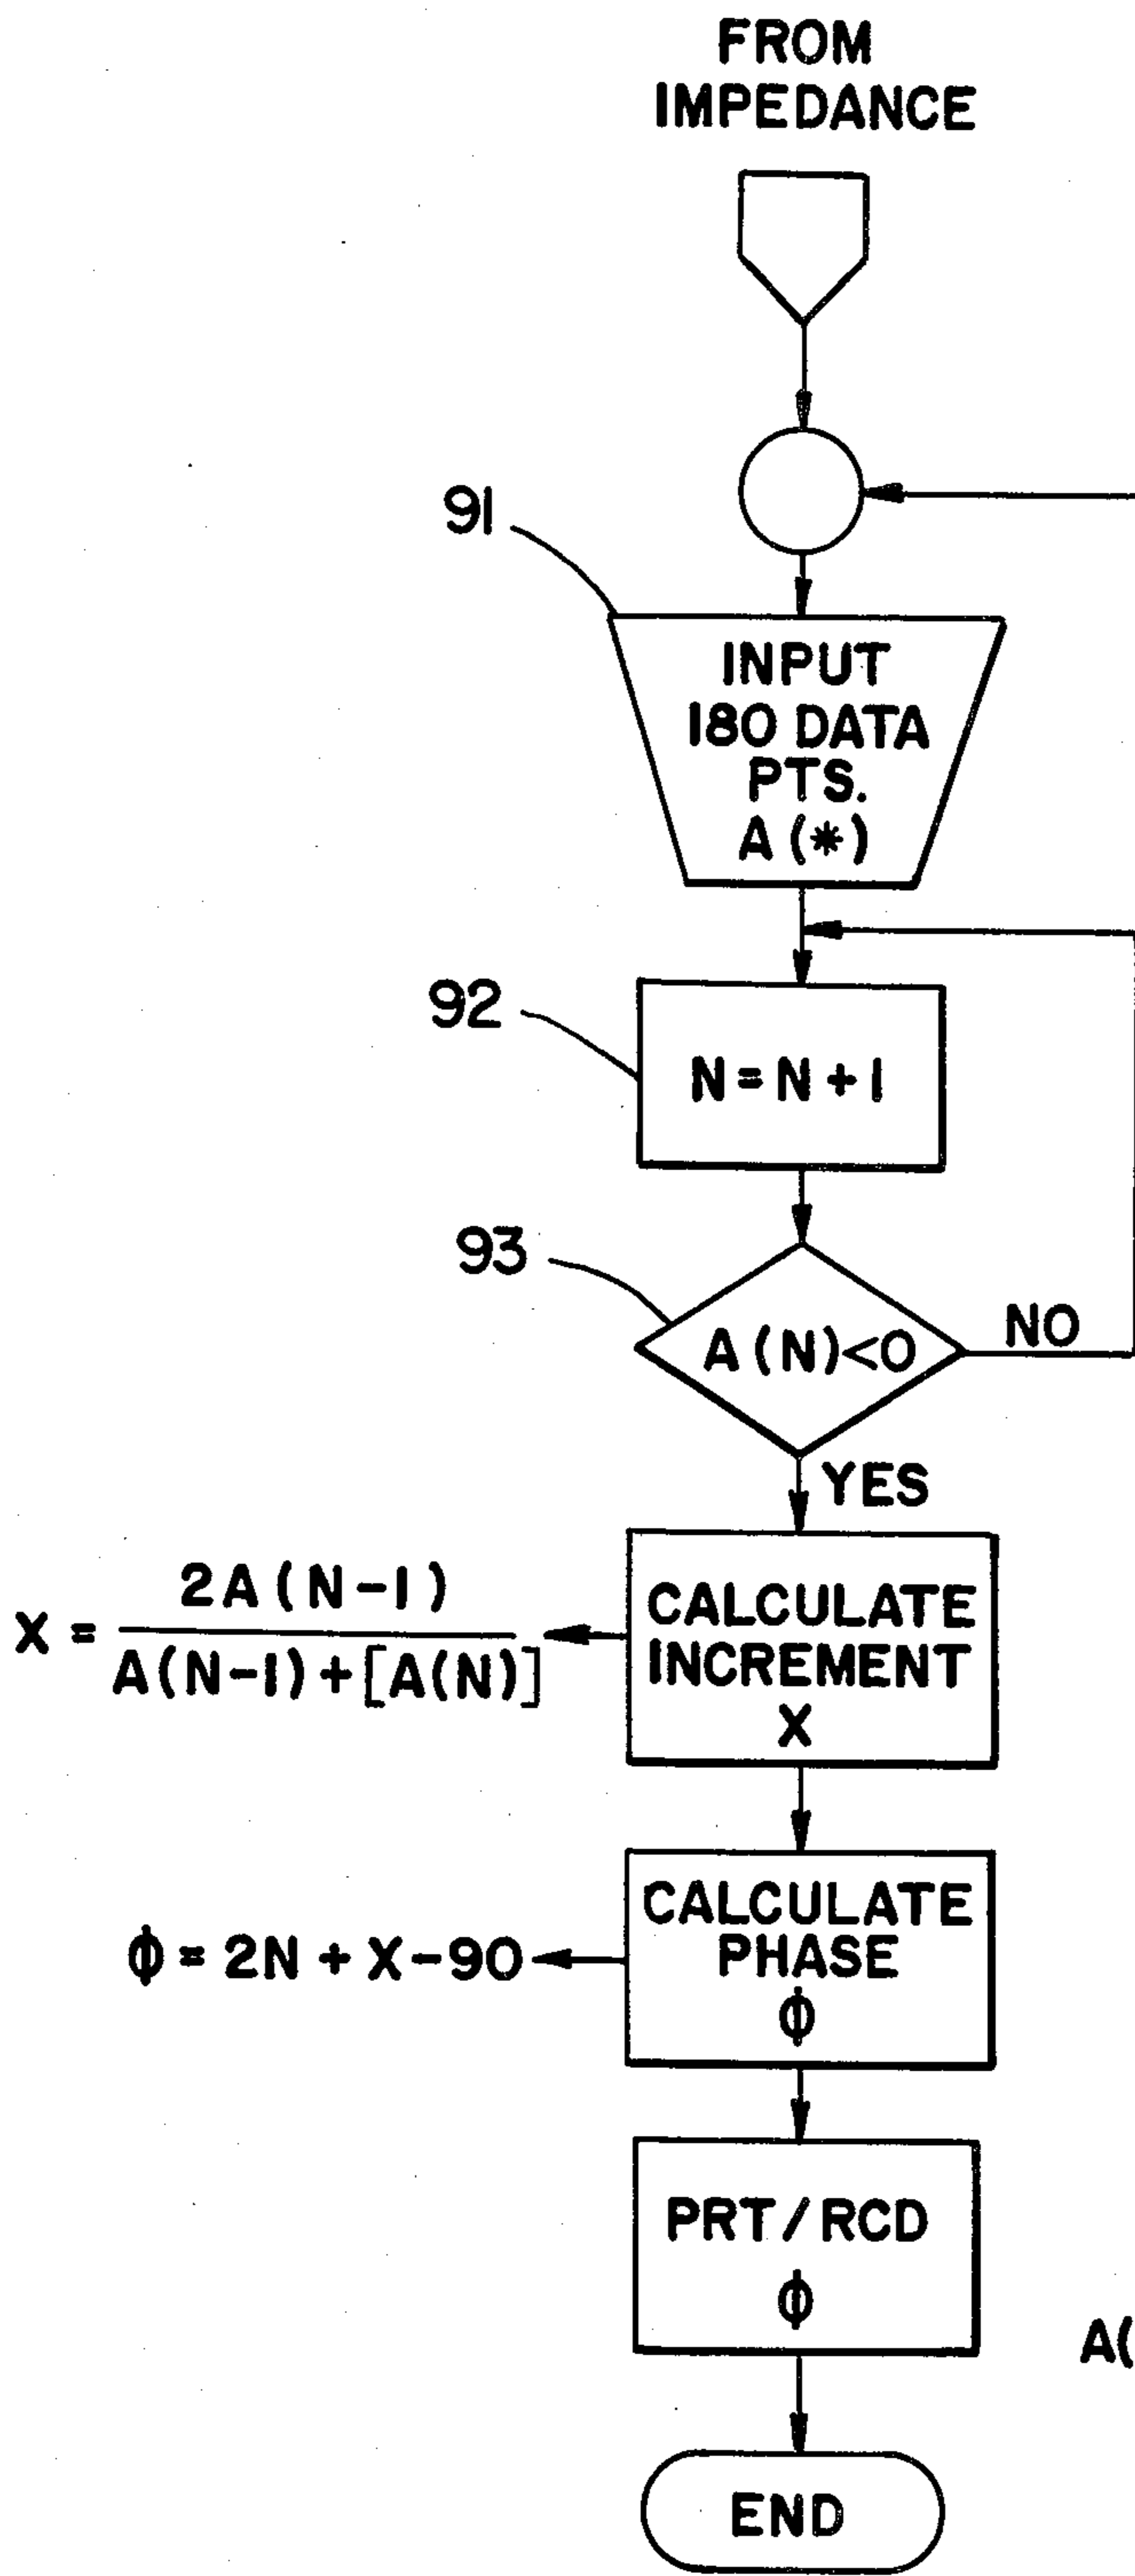 FROM
IMPEDANCE
91
INPUT
180 DATA
PTS.
A (*)
92
N = N + 1
93
A (N) <0
NO
YES
X = 2A (N-1) / A(N-1) + [A(N)]
CALCULATE
INCREMENT
X
ϕ = 2N + X - 90
CALCULATE
PHASE
ϕ
PRT / RCD
ϕ
A(
END